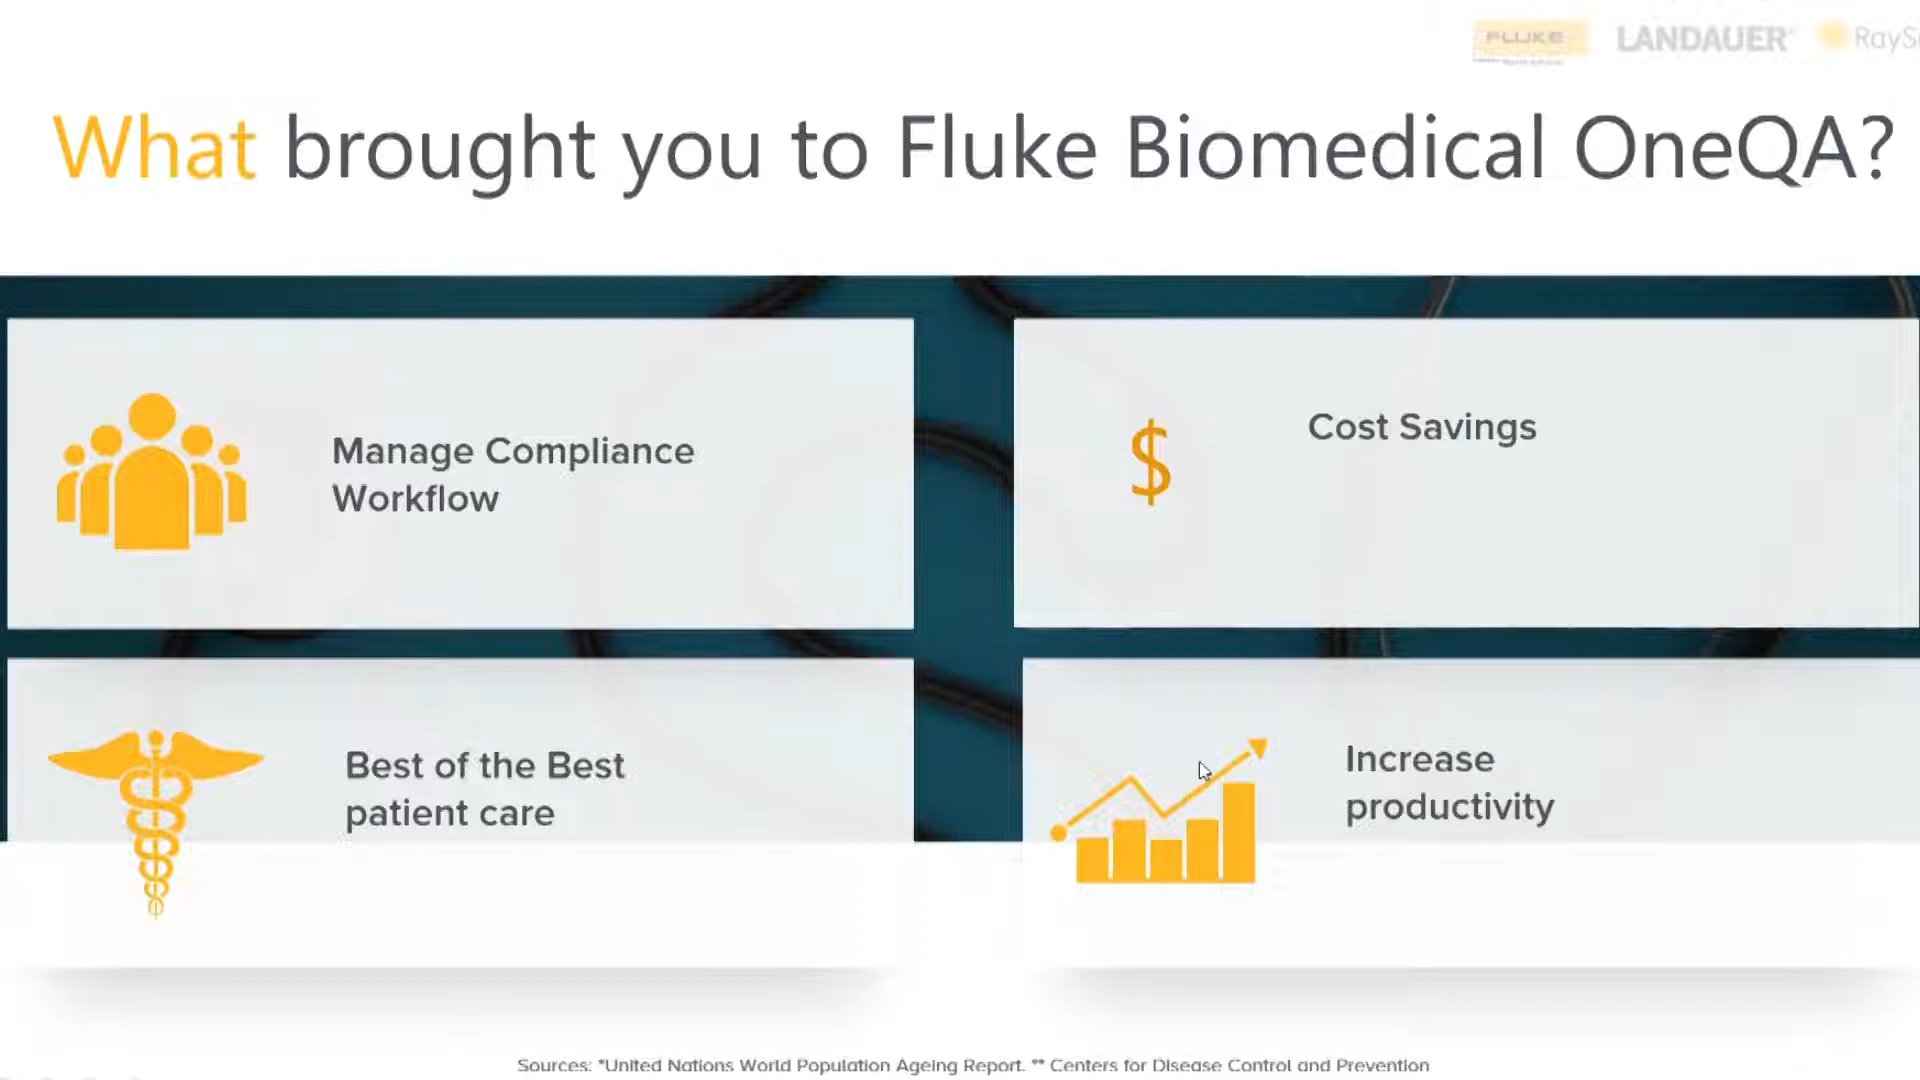 FLUKE
LANDAUER
What brought you to Fluke Biomedical OneQA?
Manage Compliance
Workflow
$
Cost Savings
Best of the Best
patient care
Increase
productivity
Sources: *United Nations World Population Ageing Report. ** Centers for Disease Control and Prevention